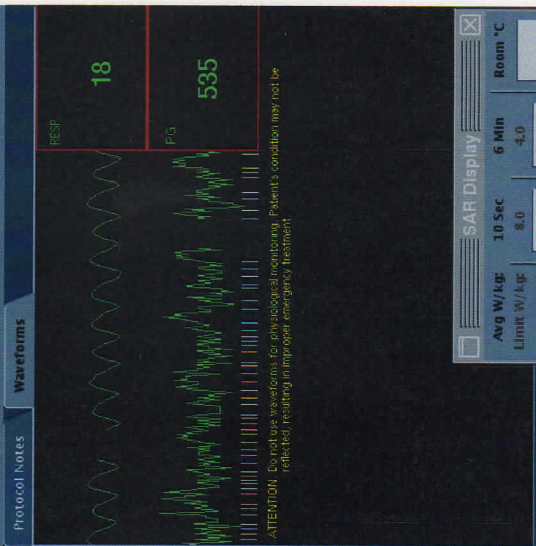 Protocol Notes
Waveforms
RESP
18
PG
535
ATTENTION: Do not use waveforms for physiological monitoring. Patient's condition may not be
reflected, resulting in improper emergency treatment.
SAR Display
Avg W/kg: 10 Sec 6 Min Room °C
Limit W/kg: 8.0 4.0